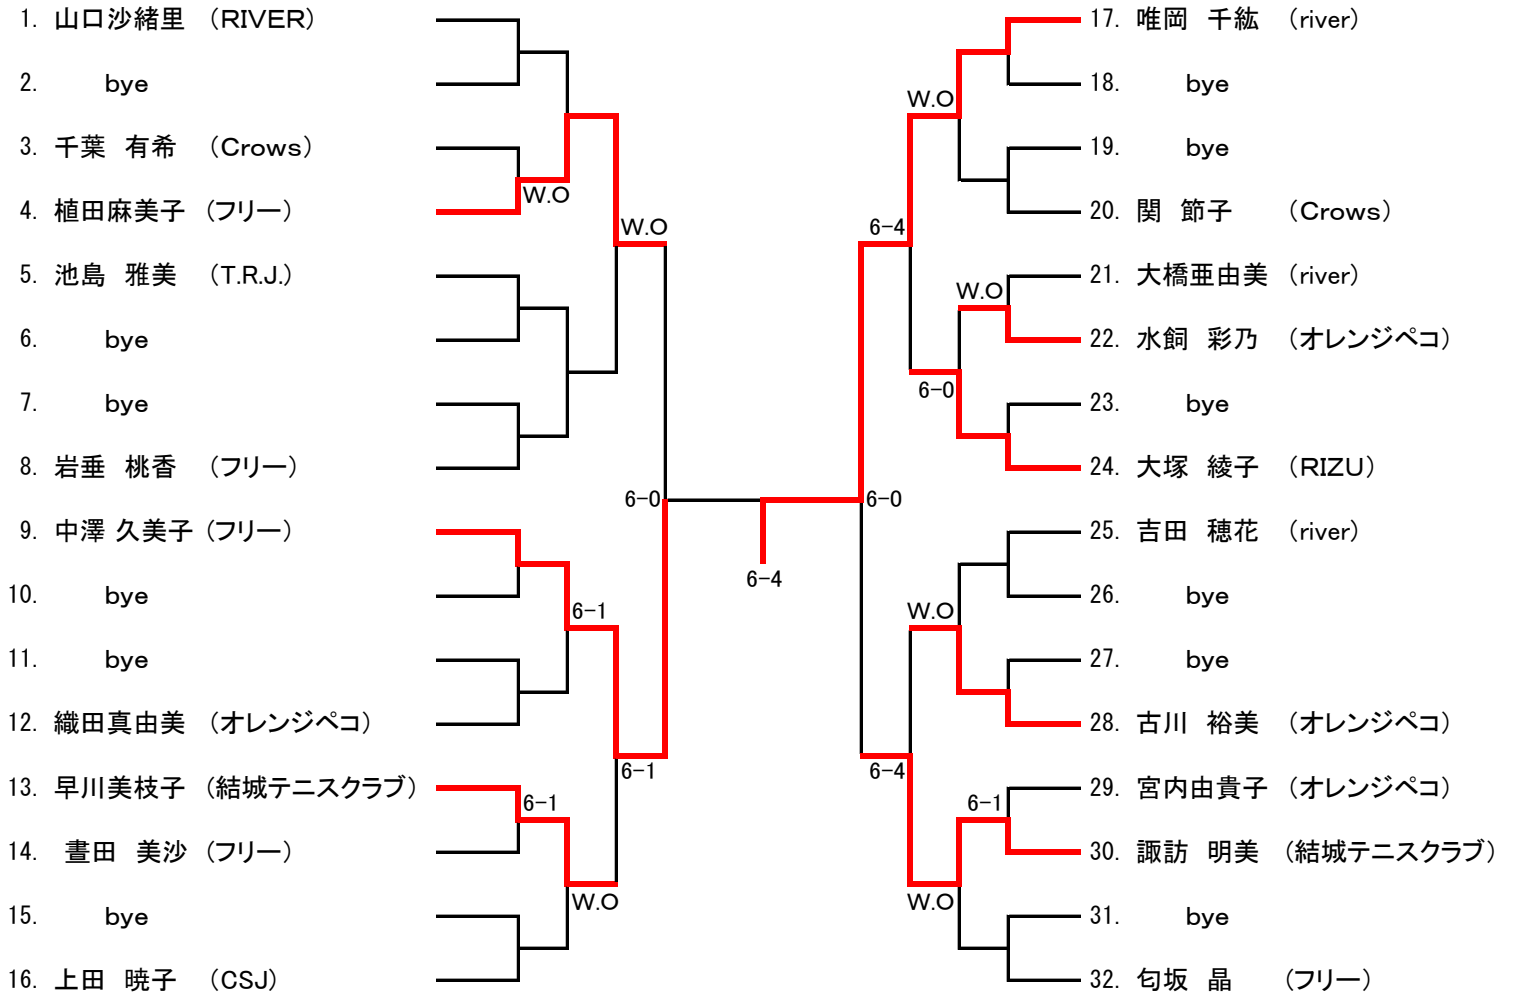 1. 山口沙緒里 (RIVER)
2. bye
3. 千葉 有希 (Crows)
W.O
4. 植田麻美子 (フリー)
W.O
5. 池島 雅美 (T.R.J.)
6. bye
7. bye
8. 岩垂 桃香 (フリー)
6-0
9. 中澤 久美子 (フリー)
10. bye
6-1
11. bye
12. 織田真由美 (オレンジペコ)
6-1
13. 早川美枝子 (結城テニスクラブ)
6-1
14. 晝田 美沙 (フリー)
W.O
15. bye
16. 上田 暁子 (CSJ)
6-4
17. 唯岡 千紘 (river)
18. bye
W.O
19. bye
20. 関 節子 (Crows)
6-4
21. 大橋亜由美 (river)
W.O
22. 水飼 彩乃 (オレンジペコ)
6-0
23. bye
24. 大塚 綾子 (RIZU)
6-0
25. 吉田 穂花 (river)
26. bye
W.O
27. bye
28. 古川 裕美 (オレンジペコ)
6-4
29. 宮内由貴子 (オレンジペコ)
6-1
30. 諏訪 明美 (結城テニスクラブ)
W.O
31. bye
32. 匂坂 晶 (フリー)